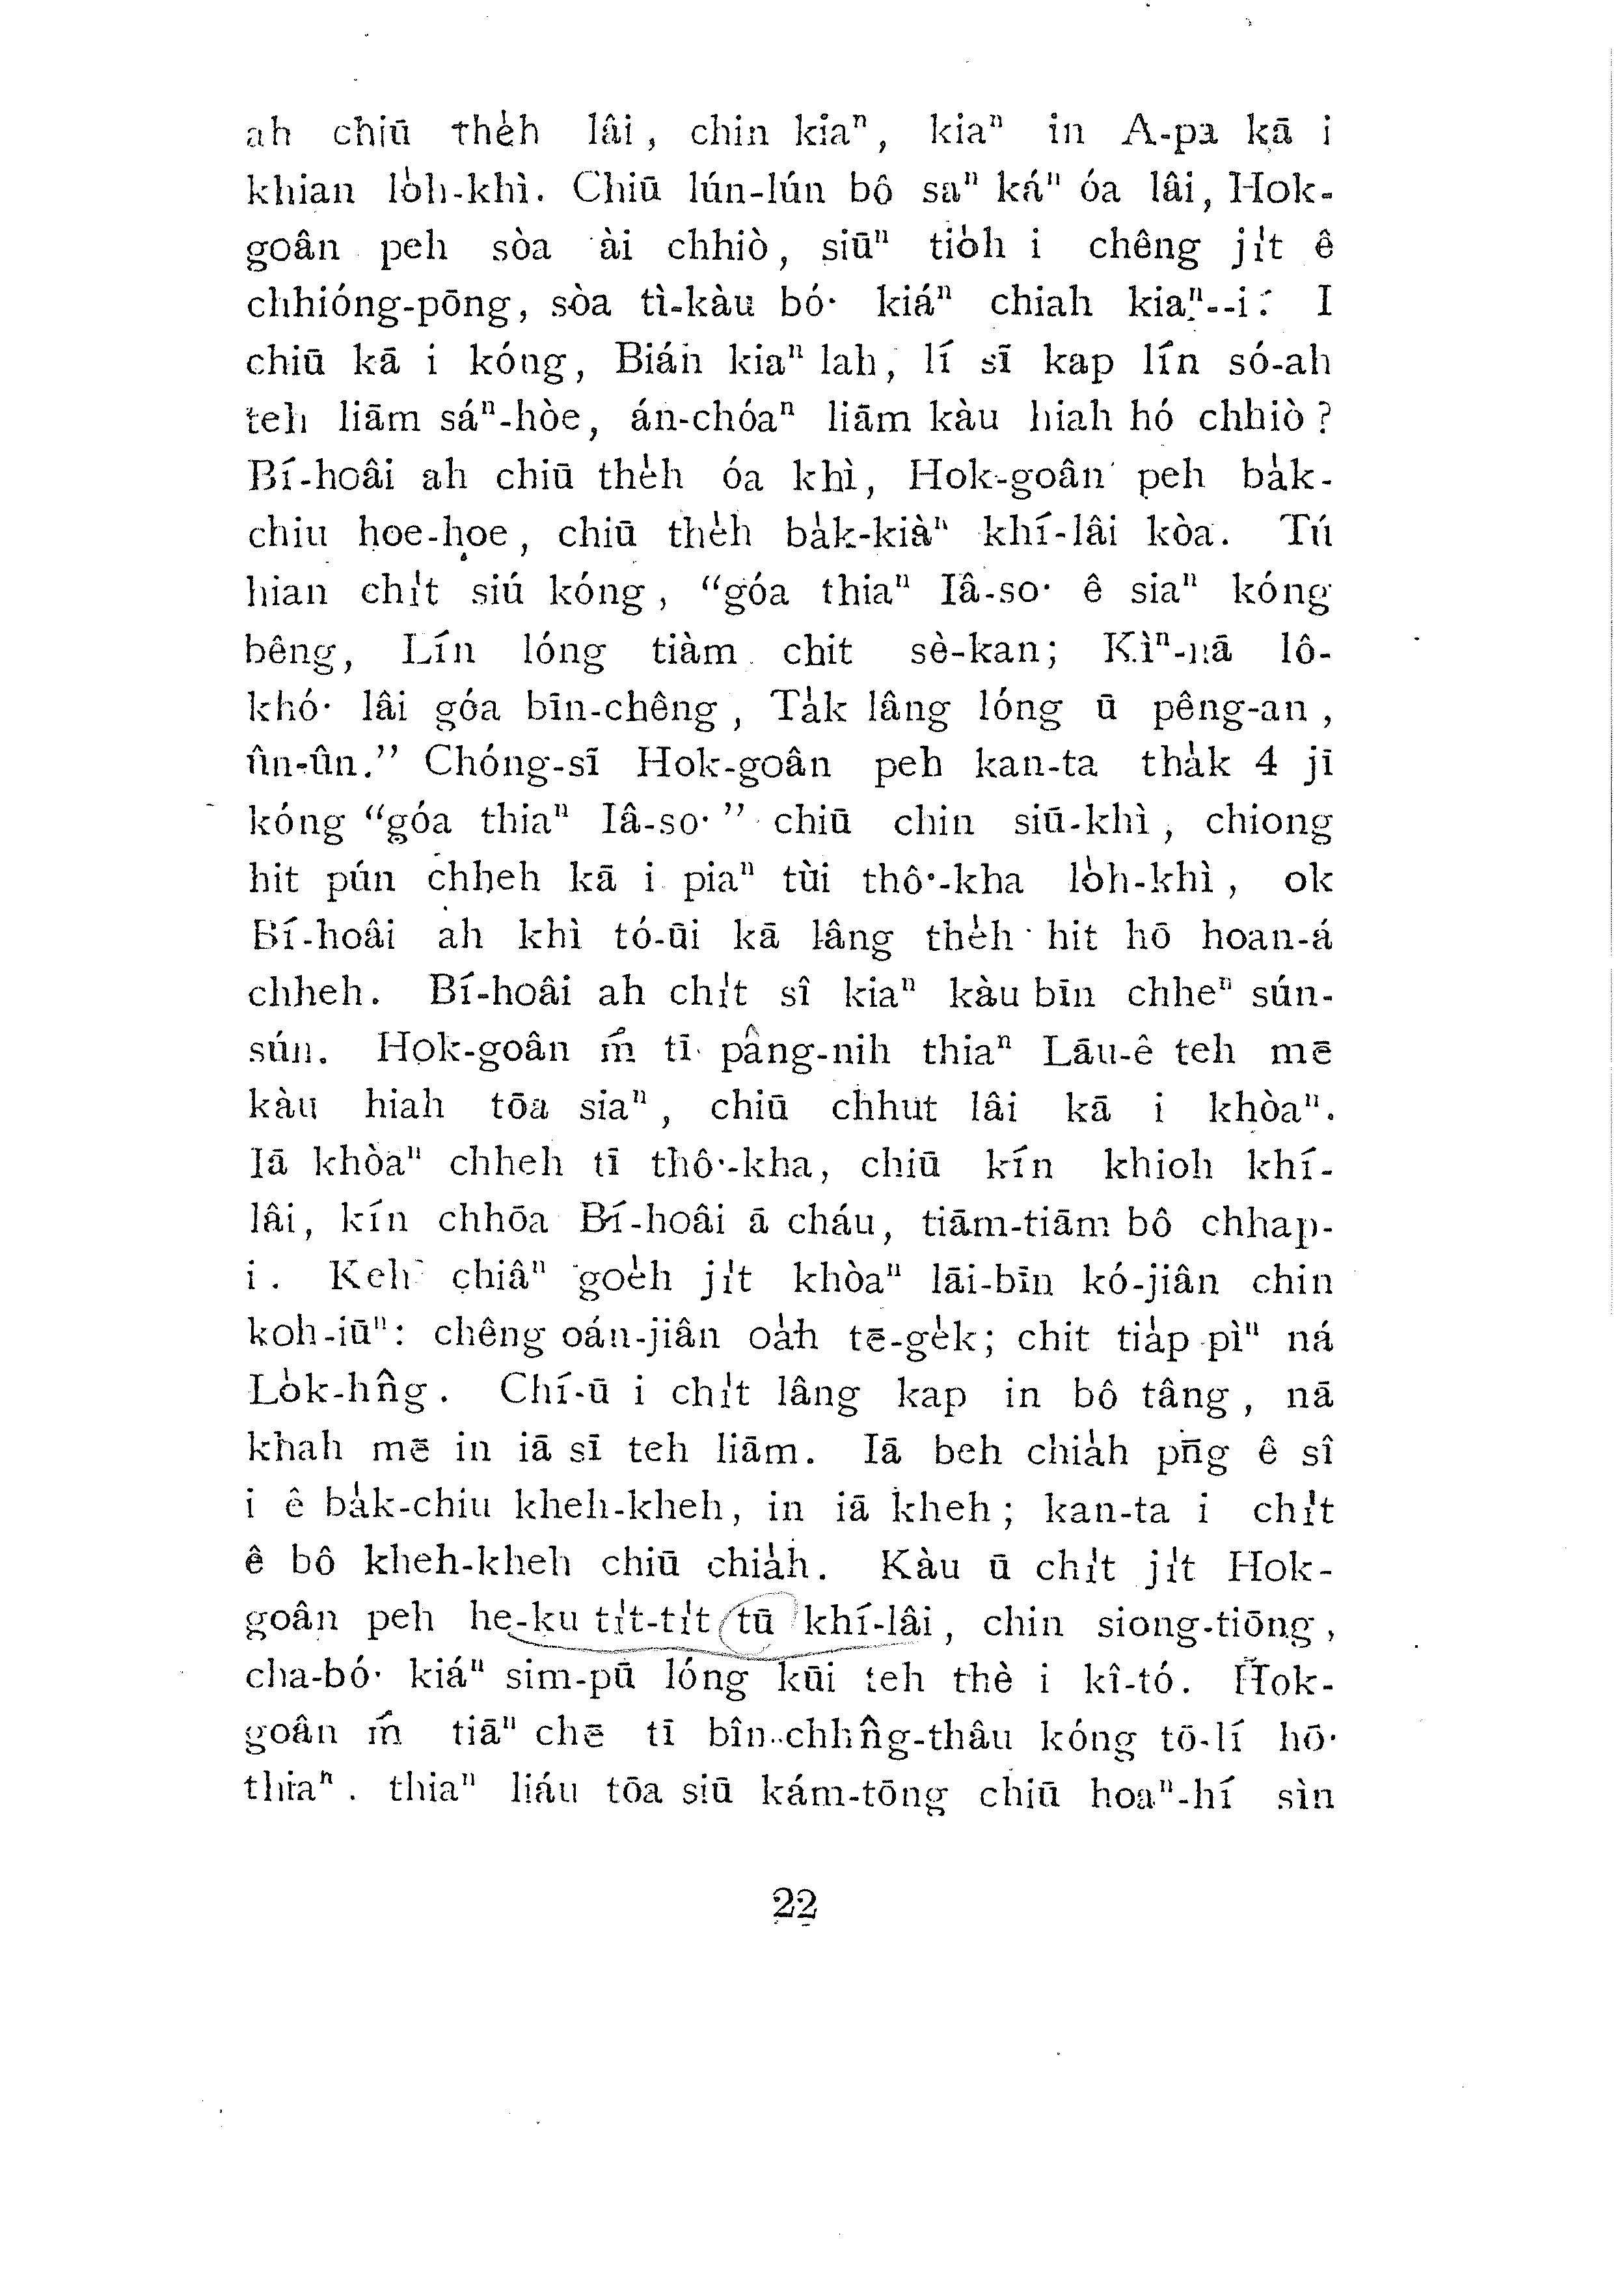 ah chiū the̍h lâi, chin kiaⁿ, kiaⁿ in A-pa kā i
khian lo̍h-khì. Chiū lún-lún bô saⁿ káⁿ óa lâi, Hok-
goân peh sòa ài chhiò, siūⁿ tio̍h i chêng ji̍t ê
chhióng-pōng, sòa tì-kàu bó͘ kiáⁿ chiah kiaⁿ--i. I
chiū kā i kóng, Bián kiaⁿ lah, lí sī kap lín só-ah
teh liām sáⁿ-hòe, án-chóaⁿ liām kàu hiah hó chhiò?
Bí-hoâi ah chiū the̍h óa khì, Hok-goân peh ba̍k-
chiu hoe-hoe, chiū the̍h ba̍k-kiàⁿ khí-lâi kòa. Tú
hian chi̍t siú kóng, “góa thiaⁿ Iâ-so͘ ê siaⁿ kóng
bêng, Lín lóng tiàm chit sè-kan; Kìⁿ-nā lô-
khó͘ lâi góa bīn-chêng, Ta̍k lâng lóng ū pêng-an,
ûn-ûn.” Chóng-sī Hok-goân peh kan-ta tha̍k 4 jī
kóng “góa thiaⁿ Iâ-so͘” chiū chin siū-khì, chiong
hit pún chheh kā i piaⁿ tùi thô͘-kha lo̍h-khì, ok
Bí-hoâi ah khì tó-ūi kā lâng the̍h hit hō hoan-á
chheh. Bí-hoâi ah chi̍t sî kiaⁿ kàu bīn chheⁿ sún-
sún. Hok-goân ḿ tī pâng-nih thiaⁿ Lāu-ê teh mē
kàu hiah tōa siaⁿ, chiū chhut lâi kā i khòaⁿ.
Iā khòaⁿ chheh tī thô͘-kha, chiū kín khioh khí-
lâi, kín chhōa Bí-hoâi ā cháu, tiām-tiām bô chhap-
i. Keh chiâⁿ goe̍h ji̍t khòaⁿ lāi-bīn kó-jiân chin
koh-iūⁿ: chêng oán-jiân oa̍h tē-ge̍k; chit tia̍p pìⁿ ná
Lo̍k-hn̂g. Chí-ū i chi̍t lâng kap in bô tâng, nā
khah mē in iā sī teh liām. Iā beh chia̍h pn̄g ê sî
i ê ba̍k-chiu kheh-kheh, in iā kheh; kan-ta i chi̍t
ê bô kheh-kheh chiū chia̍h. Kàu ū chi̍t ji̍t Hok-
goân peh he-ku ti̍t-ti̍t tū khí-lâi, chin siong-tiōng,
cha-bó͘ kiáⁿ sim-pū lóng kūi teh thè i kî-tó. Hok-
goân ḿ tiāⁿ chē tī bîn-chhn̂g-thâu kóng tō-lí hō͘
thiaⁿ. thiaⁿ liáu tōa siū kám-tōng chiū hoaⁿ-hí sìn
22